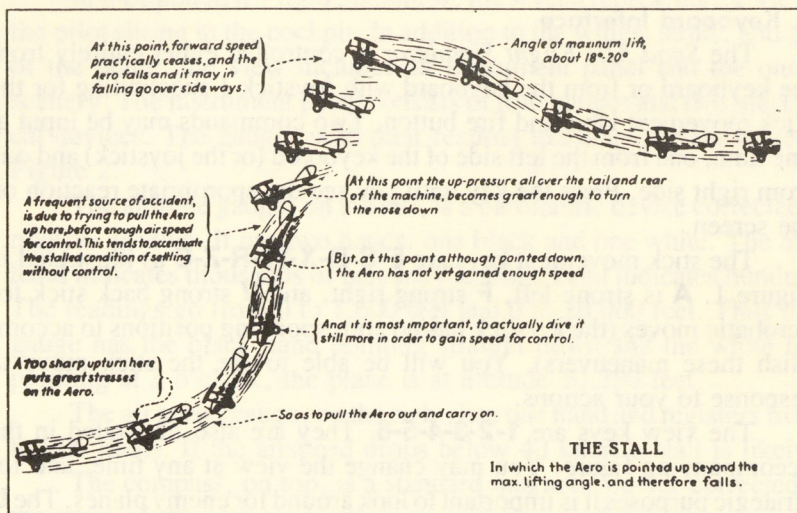 At this point, forward speed
practically ceases, and the
Aero falls and it may in
falling go over side ways.
Angle of maxinum lift,
about 18°-20°
At this point the up-pressure all over the tail and rear
of the machine, becomes great enough to turn
the nose down
A frequent source of accident,
is due to trying to pull the Aero
up here, before enough air speed
for control. This tends to accentuate
the stalled condition of settling
without control.
But, at this point although pointed down,
the Aero has not yet gained enough speed
And it is most important, to actually dive it
still more in order to gain speed for control.
A too sharp upturn here
puts great stresses
on the Aero.
So as to pull the Aero out and carry on.
THE STALL
In which the Aero is pointed up beyond the
max. lifting angle, and therefore falls.